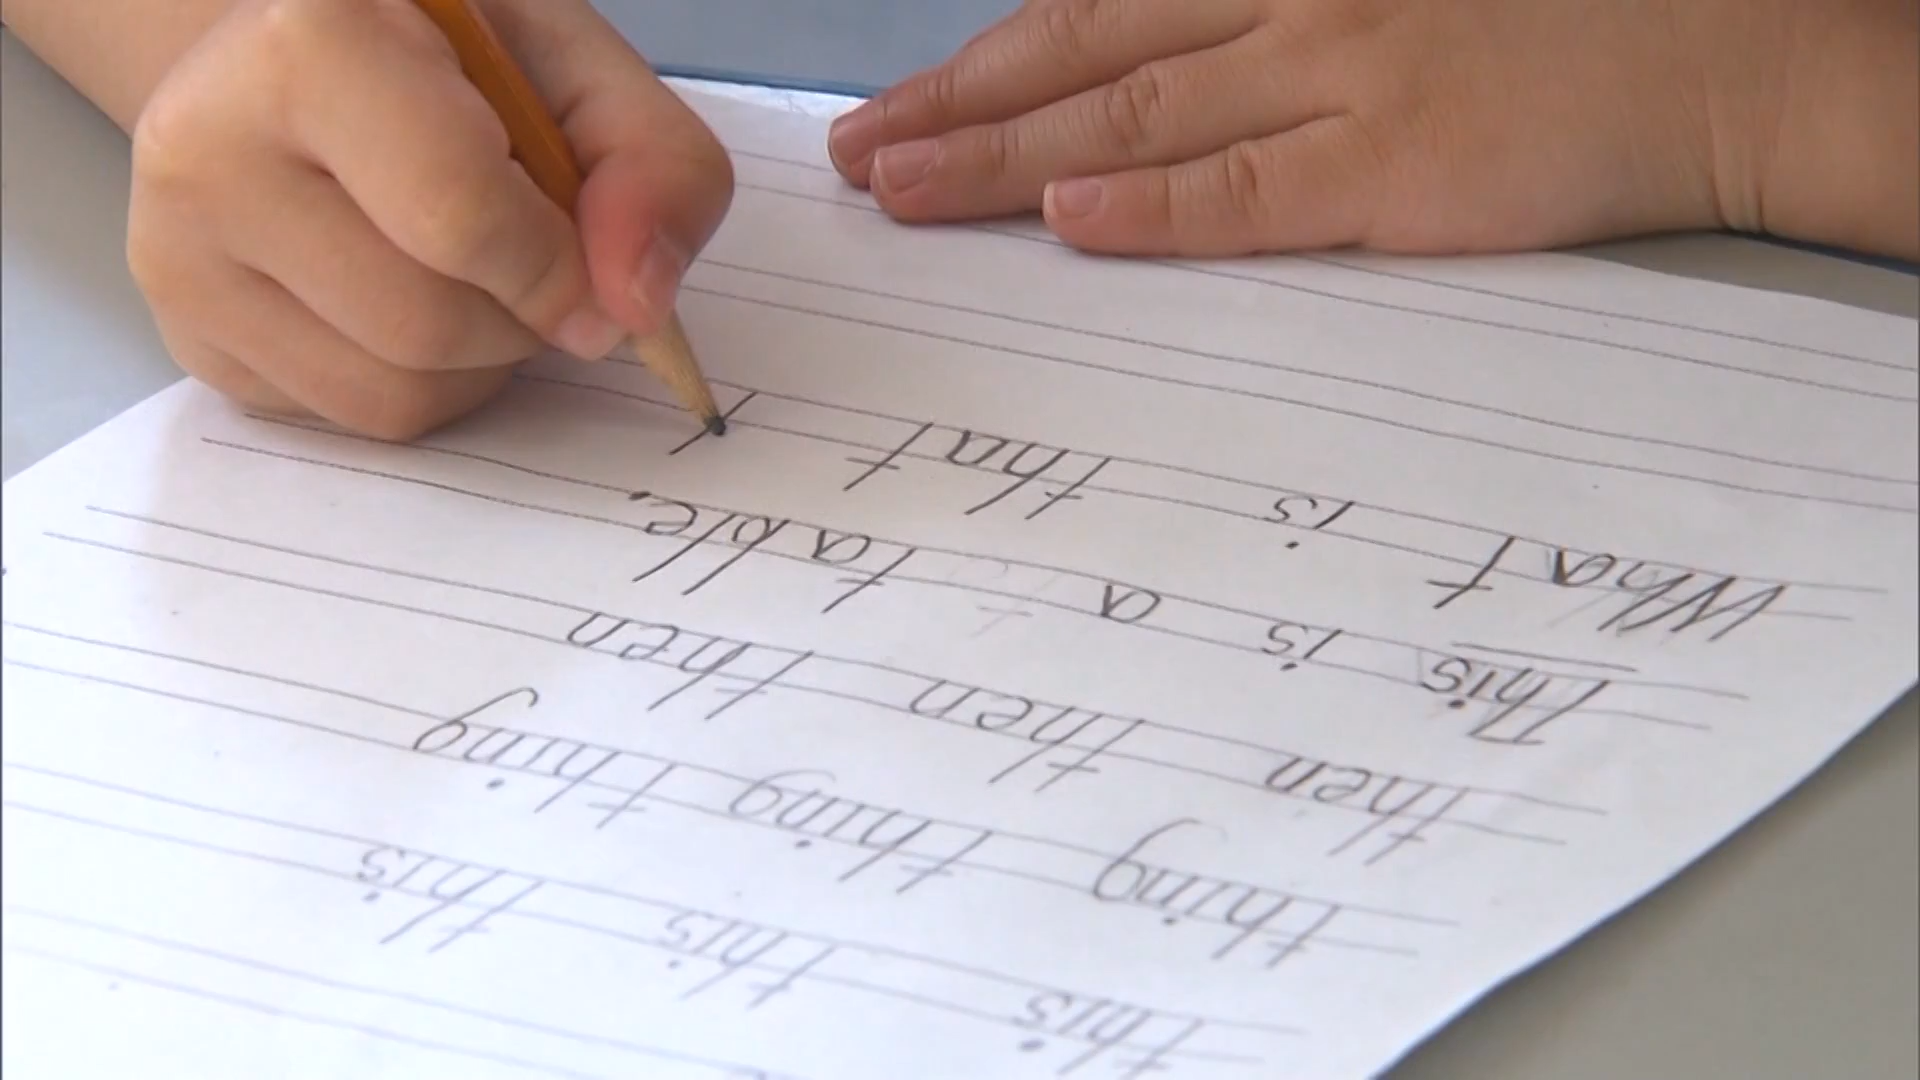 this this this
thing thing thing
then then then
This is a table.
What is that